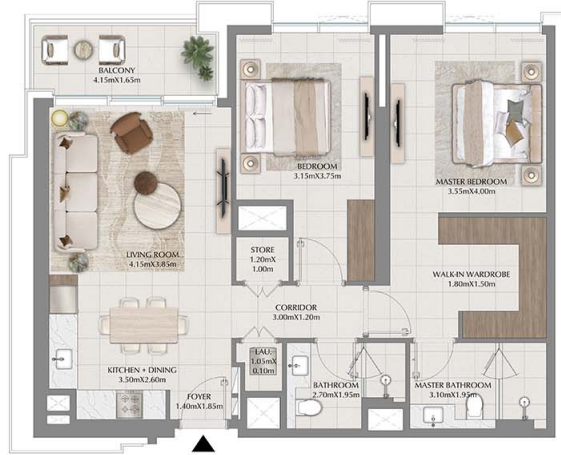 BALCONY
4.15mX1.65m
BEDROOM
3.15mX3.75m
MASTER BEDROOM
3.55mX4.00m
LIVING ROOM
4.15mX3.85m
STORE
1.20mX
1.00m
WALK-IN WARDROBE
1.80mX1.50m
CORRIDOR
3.00mX1.20m
LAU.
1.05mX
0.10m
KITCHEN + DINING
3.50mX2.60m
FOYER
1.40mX1.85m
BATHROOM
2.70mX1.95m
MASTER BATHROOM
3.10mX1.95m